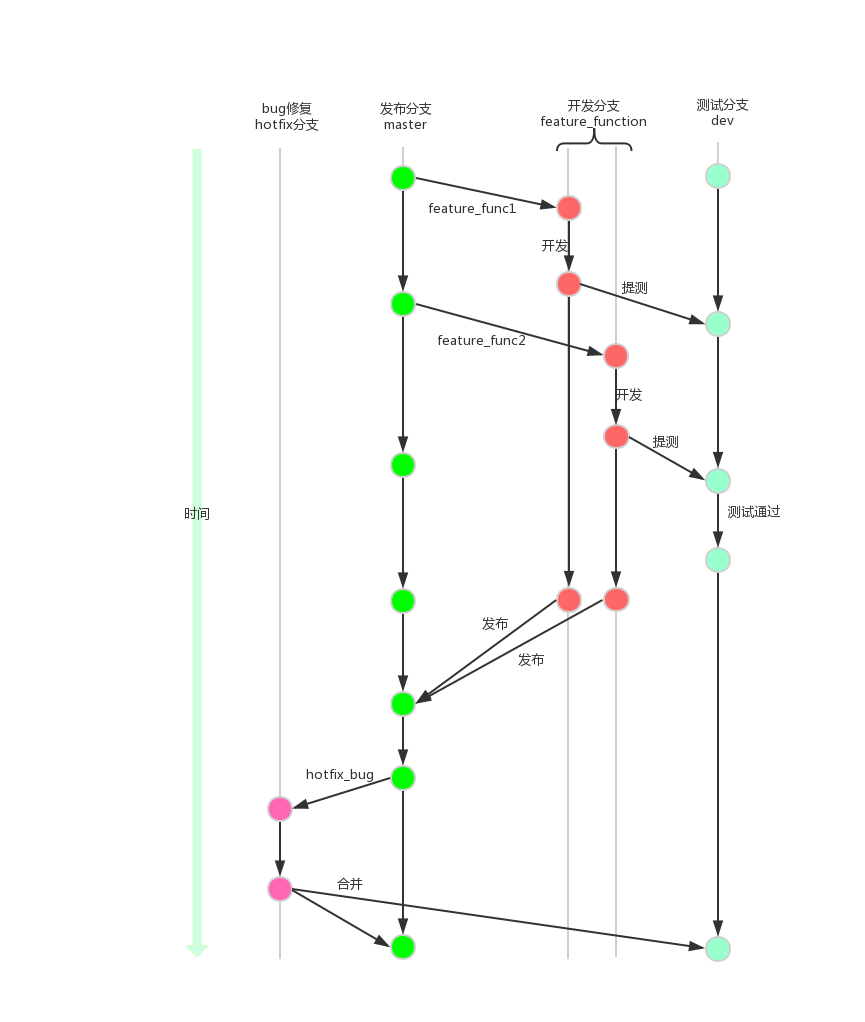 bug修复
hotfix分支
发布分支
master
开发分支
feature_function
测试分支
dev
feature_func1
开发
提测
feature_func2
开发
提测
时间
测试通过
发布
发布
hotfix_bug
合并